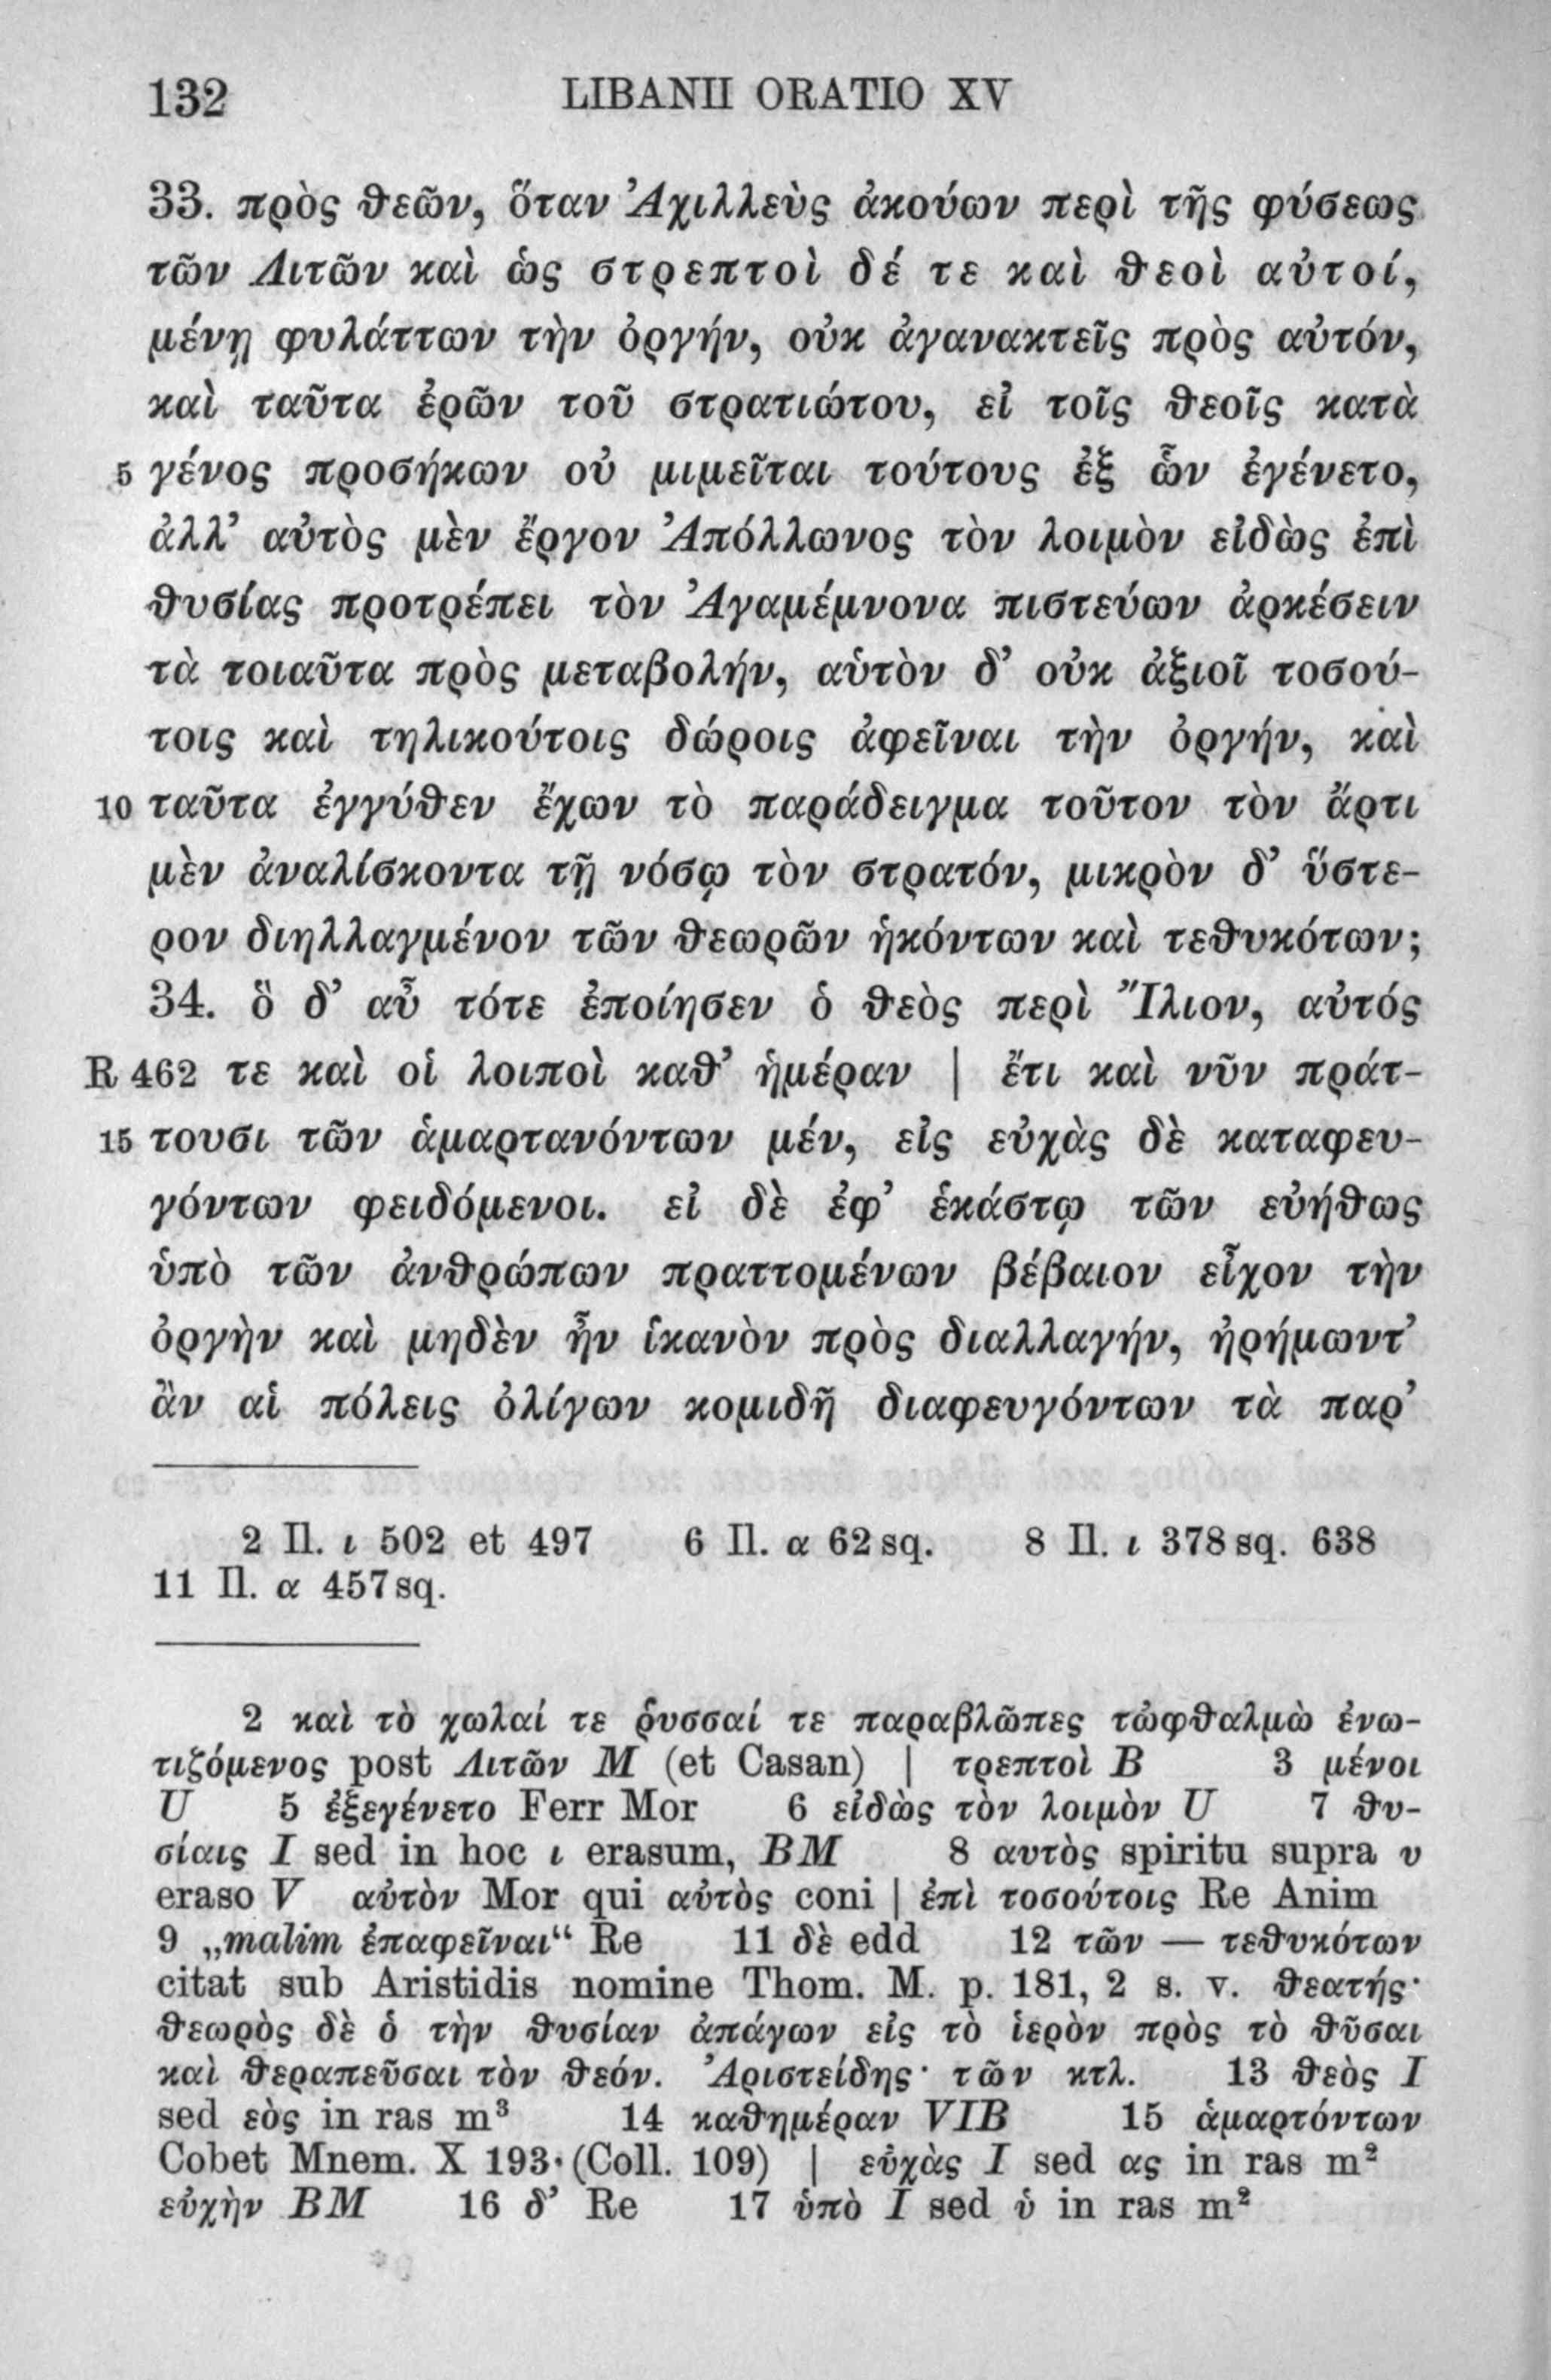 132 LIBANII ORATIO XV
33. πρὸς θεῶν, ὅταν Ἀχιλλεὺς ἀκούων περὶ τῆς φύσεως
τῶν Λιτῶν καὶ ὡς στρεπτοὶ δέ τε καὶ θεοὶ αὐτοί,
μένῃ φυλάττων τὴν ὀργήν, οὐκ ἀγανακτεῖς πρὸς αὐτόν,
καὶ ταῦτα ἐρῶν τοῦ στρατιώτου, εἰ τοῖς θεοῖς κατὰ
5 γένος προσήκων οὐ μιμεῖται τούτους ἐξ ὧν ἐγένετο,
ἀλλ’ αὐτὸς μὲν ἔργον Ἀπόλλωνος τὸν λοιμὸν εἰδὼς ἐπὶ
θυσίας προτρέπει τὸν Ἀγαμέμνονα πιστεύων ἀρκέσειν
τὰ τοιαῦτα πρὸς μεταβολήν, αὑτὸν δ’ οὐκ ἀξιοῖ τοσού-
τοις καὶ τηλικούτοις δώροις ἀφεῖναι τὴν ὀργήν, καὶ
10 ταῦτα ἐγγύθεν ἔχων τὸ παράδειγμα τοῦτον τὸν ἄρτι
μὲν ἀναλίσκοντα τῇ νόσῳ τὸν στρατόν, μικρὸν δ’ ὕστε-
ρον διηλλαγμένον τῶν θεωρῶν ἡκόντων καὶ τεθυκότων;
34. ὃ δ’ αὖ τότε ἐποίησεν ὁ θεὸς περὶ Ἴλιον, αὐτός
R 462 τε καὶ οἱ λοιποὶ καθ’ ἡμέραν | ἔτι καὶ νῦν πράτ-
15 τουσι τῶν ἁμαρτανόντων μέν, εἰς εὐχὰς δὲ καταφευ-
γόντων φειδόμενοι. εἰ δὲ ἐφ’ ἑκάστῳ τῶν εὐήθως
ὑπὸ τῶν ἀνθρώπων πραττομένων βέβαιον εἶχον τὴν
ὀργὴν καὶ μηδὲν ἦν ἱκανὸν πρὸς διαλλαγήν, ἠρήμωντ’
ἂν αἱ πόλεις ὀλίγων κομιδῇ διαφευγόντων τὰ παρ’
2 Il. ι 502 et 497 6 Il. α 62 sq. 8 Il. ι 378 sq. 638
11 Il. α 457 sq.
2 καὶ τὸ χωλαί τε ῥυσσαί τε παραβλῶπες τὠφθαλμὼ ἐνω-
τιζόμενος post Λιτῶν M (et Casan) | τρεπτοὶ B 3 μένοι
U 5 ἐξεγένετο Ferr Mor 6 εἰδὼς τὸν λοιμὸν U 7 θυ-
σίαις I sed in hoc ι erasum, BM 8 αυτὸς spiritu supra υ
eraso V αὐτὸν Mor qui αὐτὸς coni | ἐπὶ τοσούτοις Re Anim
9 „malim ἐπαφεῖναι“ Re 11 δὲ edd 12 τῶν — τεθυκότων
citat sub Aristidis nomine Thom. M. p. 181, 2 s. v. θεατής·
θεωρὸς δὲ ὁ τὴν θυσίαν ἀπάγων εἰς τὸ ἱερὸν πρὸς τὸ θῦσαι
καὶ θεραπεῦσαι τὸν θεόν. Ἀριστείδης· τῶν κτλ. 13 θεὸς I
sed εὸς in ras m³ 14 καθημέραν VIB 15 ἁμαρτόντων
Cobet Mnem. X 193 (Coll. 109) | εὐχὰς I sed ας in ras m²
εὐχὴν BM 16 δ’ Re 17 ὑπὸ I sed ὑ in ras m²